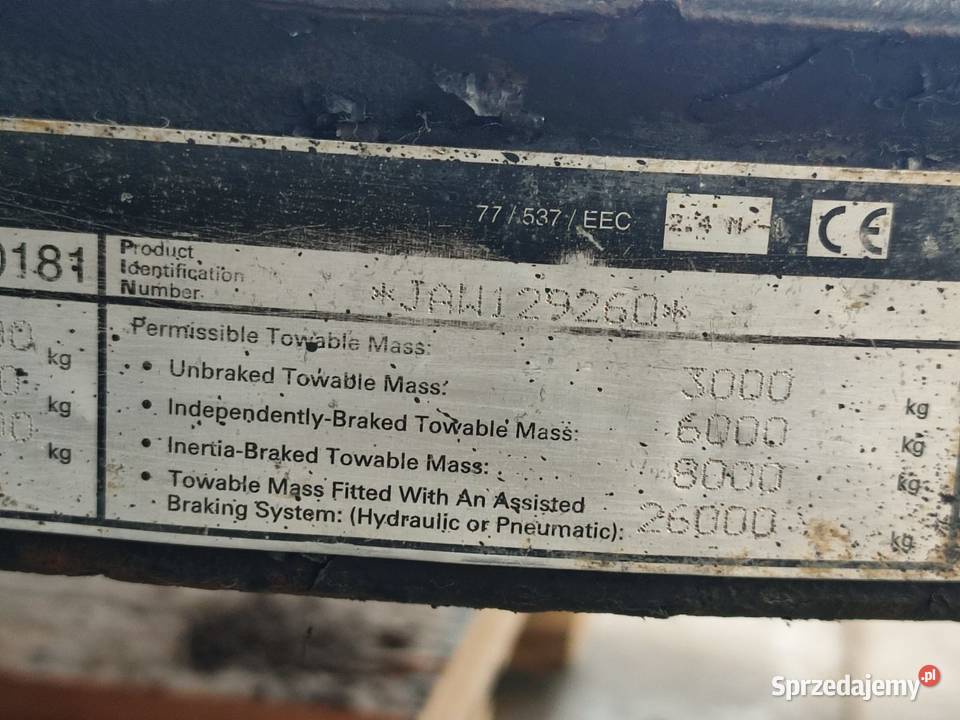 77/537/EEC 2.4 M/-1 CE
0181
Product
Identification
Number
*JAW129260*
Permissible Towable Mass:
kg
• Unbraked Towable Mass: 3000 kg
kg
• Independently-Braked Towable Mass: 6000 kg
kg
• Inertia-Braked Towable Mass: 8000 kg
• Towable Mass Fitted With An Assisted
Braking System: (Hydraulic or Pneumatic): 26000 kg
Sprzedajemy.pl